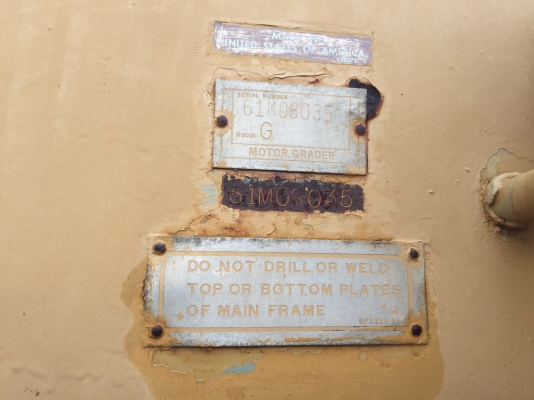 UNITED STATES OF AMERICA
SERIAL NUMBER
61M08035
MODEL G
MOTOR GRADER
61M08035
DO NOT DRILL OR WELD
TOP OR BOTTOM PLATES
OF MAIN FRAME